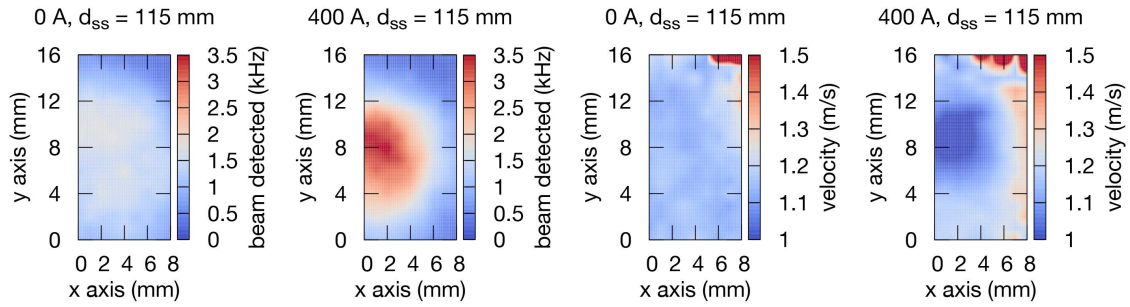 0 A, dss = 115 mm
16
12
8
4
0
y axis (mm)
0 2 4 6 8
x axis (mm)
3.5
3
2.5
2
1.5
1
0.5
0
beam detected (kHz)
400 A, dss = 115 mm
16
12
8
4
0
y axis (mm)
0 2 4 6 8
x axis (mm)
3.5
3
2.5
2
1.5
1
0.5
0
beam detected (kHz)
0 A, dss = 115 mm
16
12
8
4
0
y axis (mm)
0 2 4 6 8
x axis (mm)
1.5
1.4
1.3
1.2
1.1
1
velocity (m/s)
400 A, dss = 115 mm
16
12
8
4
0
y axis (mm)
0 2 4 6 8
x axis (mm)
1.5
1.4
1.3
1.2
1.1
1
velocity (m/s)